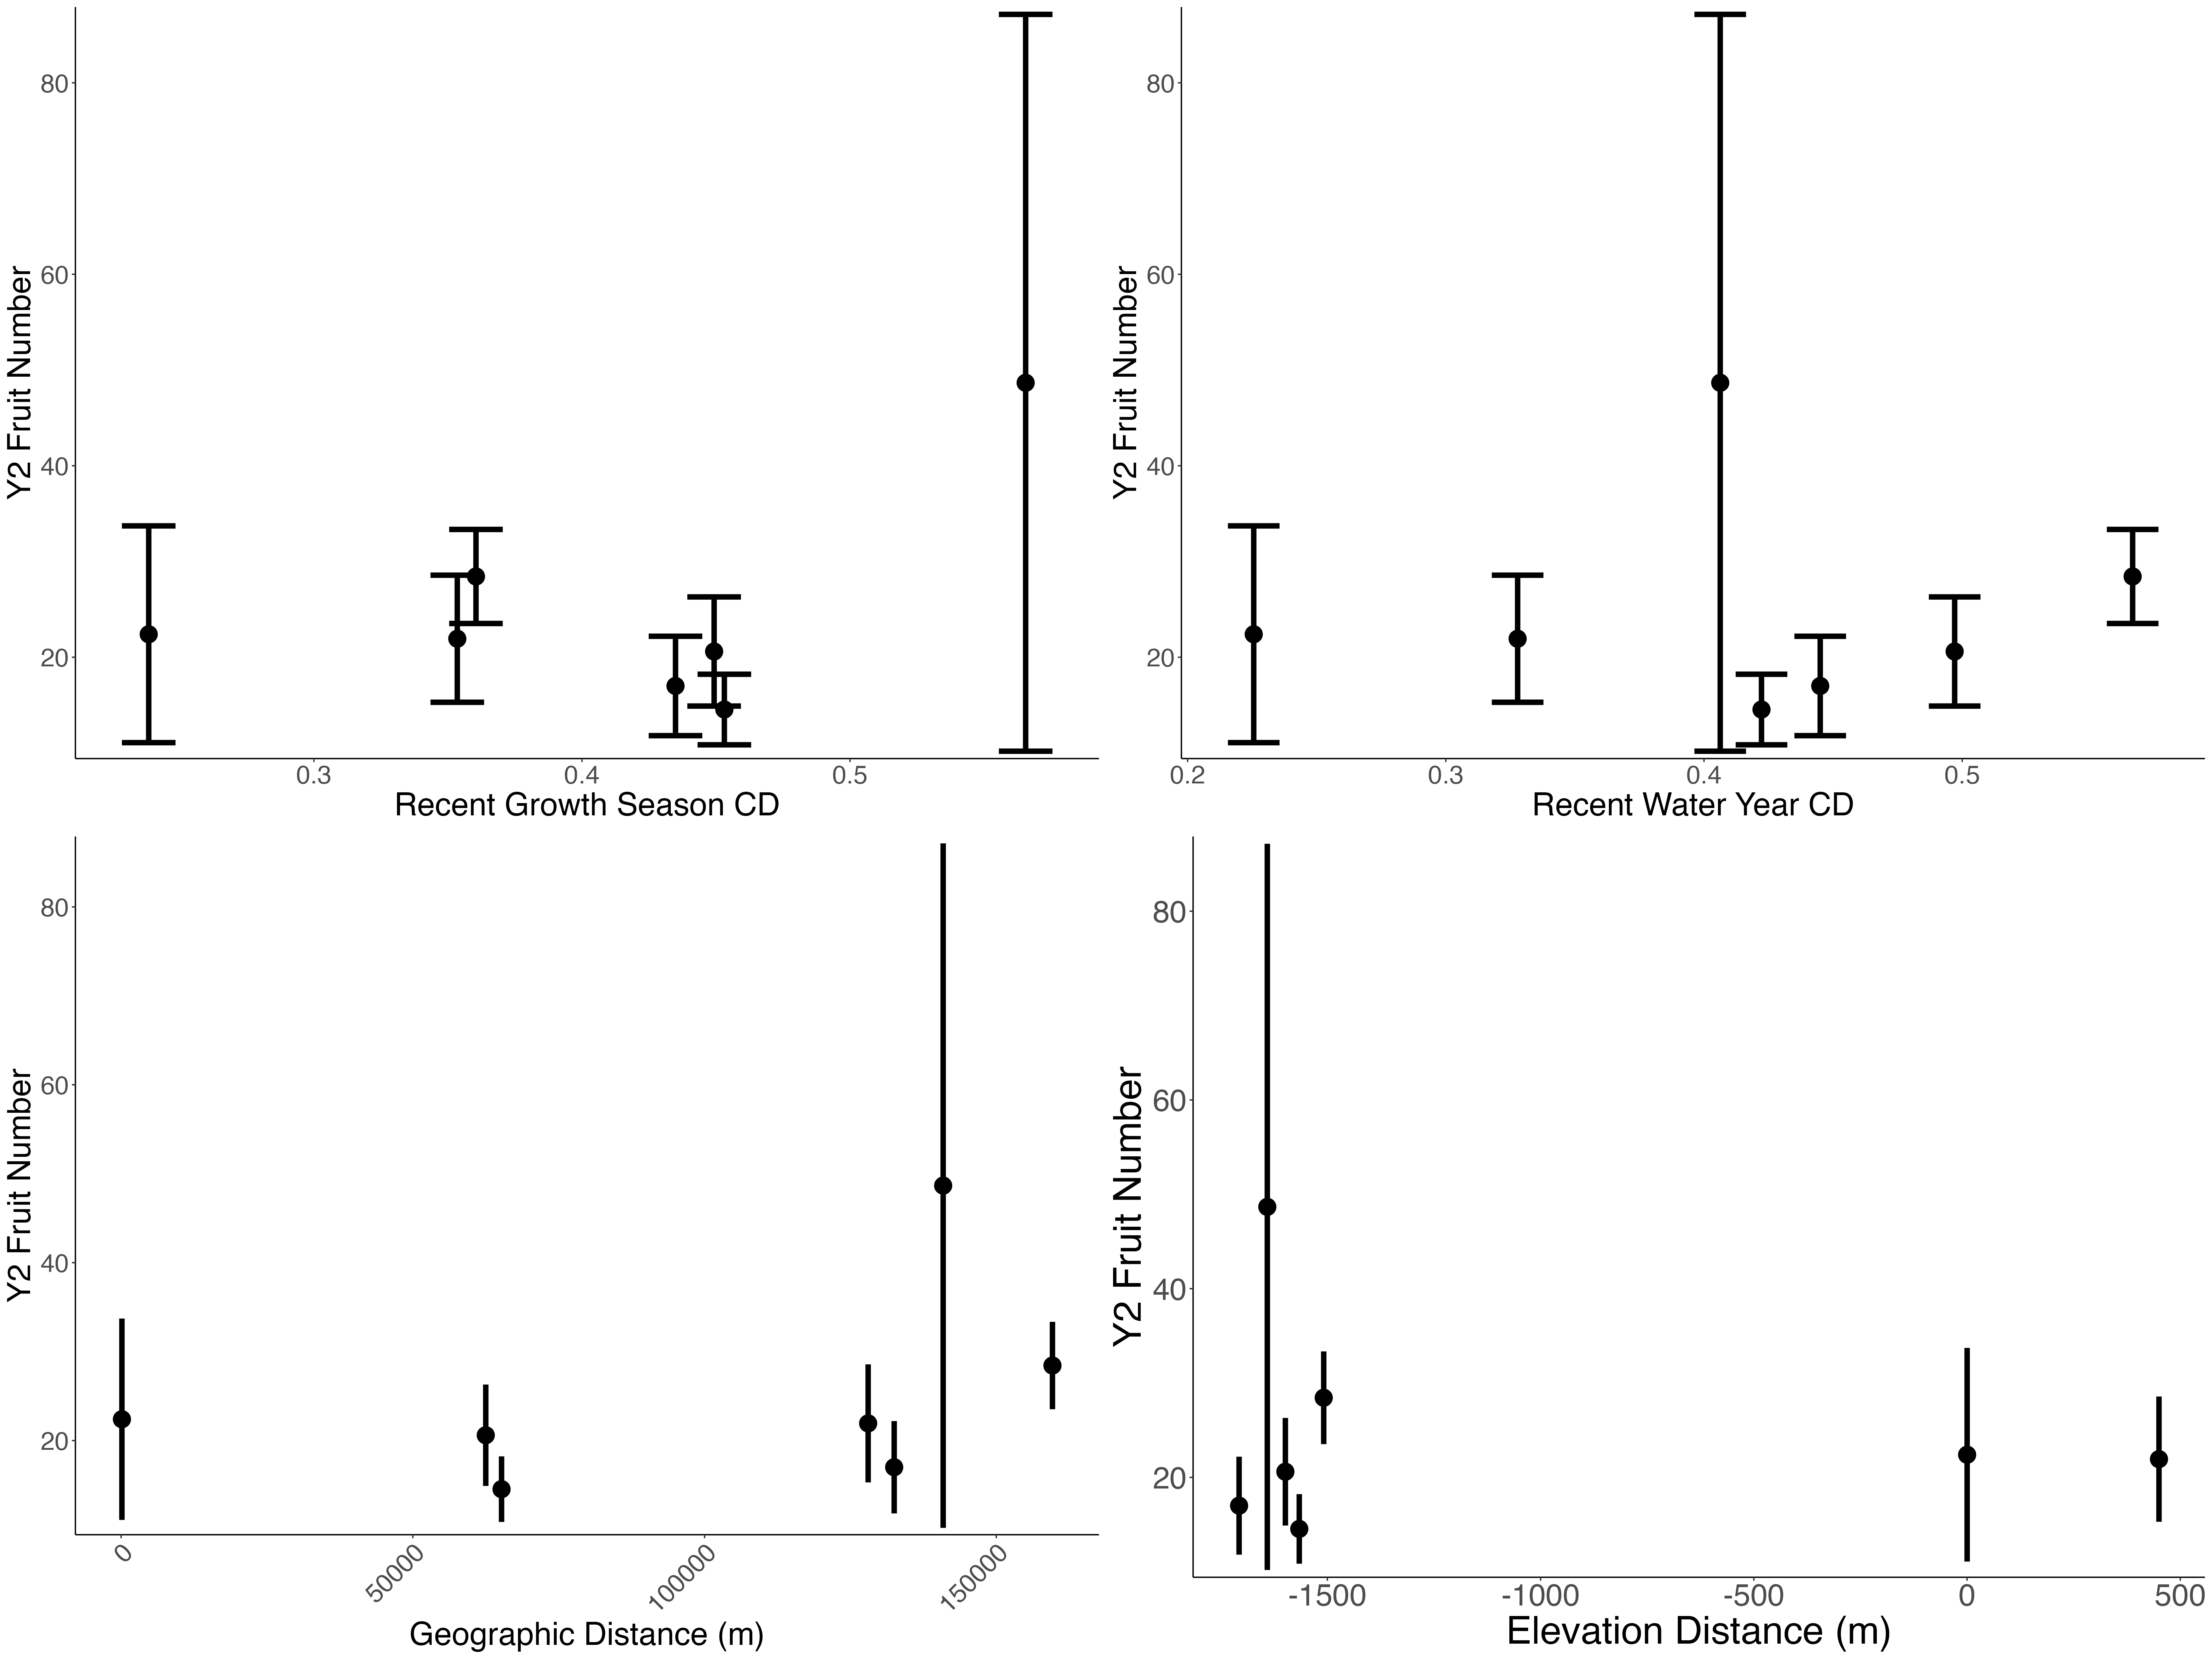 80
60
40
20
Y2 Fruit Number
0.3 0.4 0.5
Recent Growth Season CD
80
60
40
20
Y2 Fruit Number
0.2 0.3 0.4 0.5
Recent Water Year CD
80
60
40
20
Y2 Fruit Number
0 50000 100000 150000
Geographic Distance (m)
80
60
40
20
Y2 Fruit Number
-1500 -1000 -500 0 500
Elevation Distance (m)